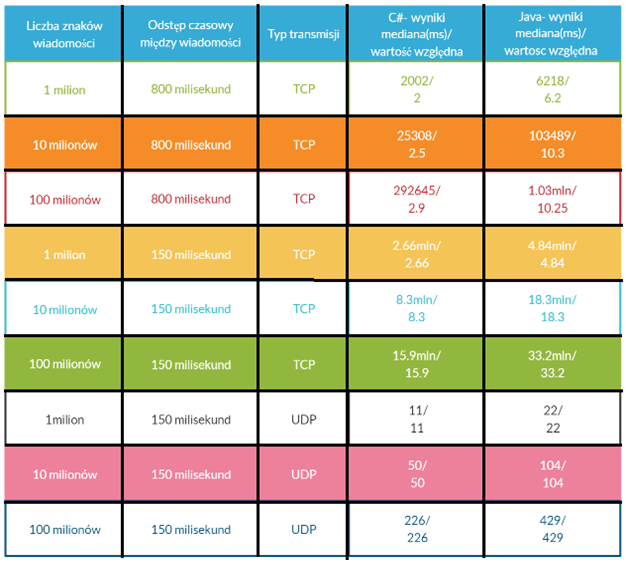 Liczba znaków wiadomości
Odstęp czasowy między wiadomości
Typ transmisji
C#- wyniki mediana(ms)/ wartość względna
Java- wyniki mediana(ms)/ wartosc względna
1 milion
800 milisekund
TCP
2002/
2
6218/
6.2
10 milionów
800 milisekund
TCP
25308/
2.5
103489/
10.3
100 milionów
800 milisekund
TCP
292645/
2.9
1.03mln/
10.25
1 milion
150 milisekund
TCP
2.66mln/
2.66
4.84mln/
4.84
10 milionów
150 milisekund
TCP
8.3mln/
8.3
18.3mln/
18.3
100 milionów
150 milisekund
TCP
15.9mln/
15.9
33.2mln/
33.2
1milion
150 milisekund
UDP
11/
11
22/
22
10 milionów
150 milisekund
UDP
50/
50
104/
104
100 milionów
150 milisekund
UDP
226/
226
429/
429